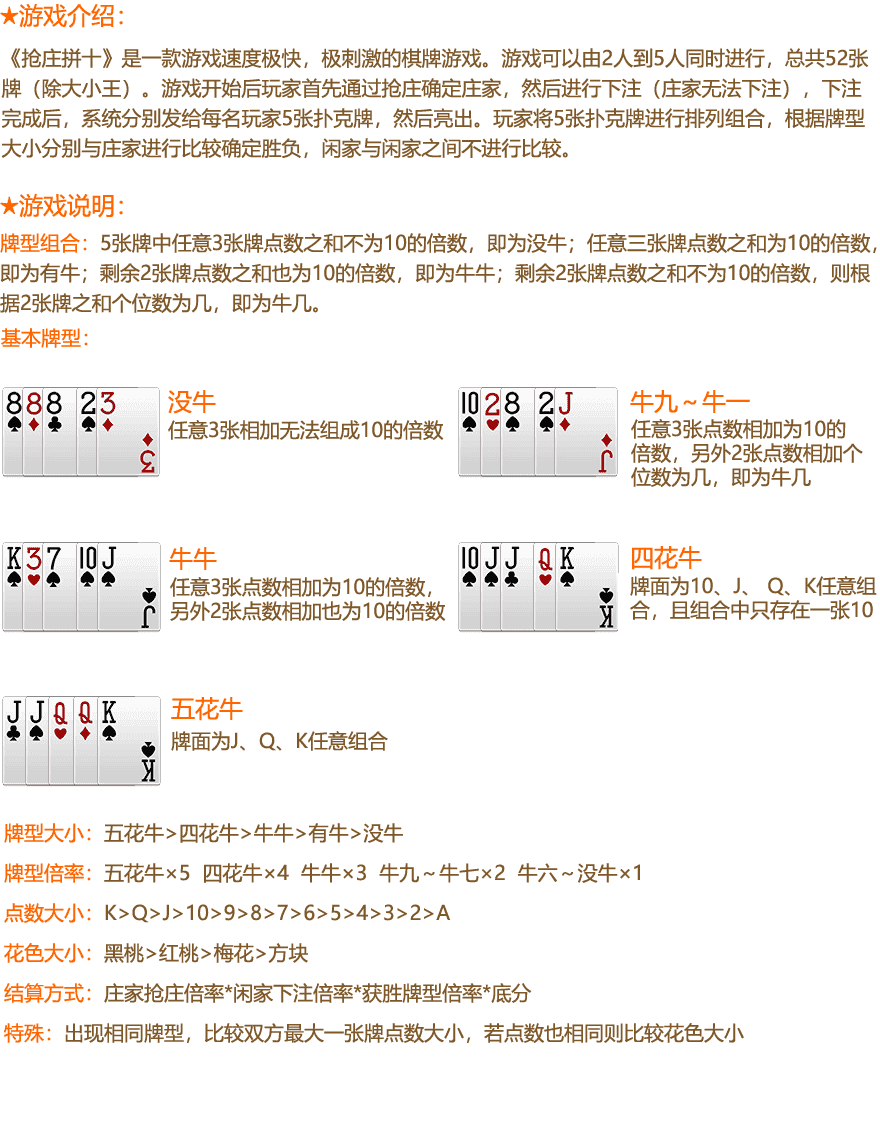 ★游戏介绍：
《抢庄拼十》是一款游戏速度极快，极刺激的棋牌游戏。游戏可以由2人到5人同时进行，总共52张
牌（除大小王）。游戏开始后玩家首先通过抢庄确定庄家，然后进行下注（庄家无法下注），下注
完成后，系统分别发给每名玩家5张扑克牌，然后亮出。玩家将5张扑克牌进行排列组合，根据牌型
大小分别与庄家进行比较确定胜负，闲家与闲家之间不进行比较。
★游戏说明：
牌型组合：5张牌中任意3张牌点数之和不为10的倍数，即为没牛；任意三张牌点数之和为10的倍数，
即为有牛；剩余2张牌点数之和也为10的倍数，即为牛牛；剩余2张牌点数之和不为10的倍数，则根
据2张牌之和个位数为几，即为牛几。
基本牌型：
8 8 8 2 3
3
没牛
任意3张相加无法组成10的倍数
10 2 8 2 J
J
牛九～牛一
任意3张点数相加为10的
倍数，另外2张点数相加个
位数为几，即为牛几
K 3 7 10 J
J
牛牛
任意3张点数相加为10的倍数，
另外2张点数相加也为10的倍数
10 J J Q K
K
四花牛
牌面为10、J、 Q、K任意组
合，且组合中只存在一张10
J J Q Q K
K
五花牛
牌面为J、Q、K任意组合
牌型大小：五花牛>四花牛>牛牛>有牛>没牛
牌型倍率：五花牛×5 四花牛×4 牛牛×3 牛九～牛七×2 牛六～没牛×1
点数大小：K>Q>J>10>9>8>7>6>5>4>3>2>A
花色大小：黑桃>红桃>梅花>方块
结算方式：庄家抢庄倍率*闲家下注倍率*获胜牌型倍率*底分
特殊：出现相同牌型，比较双方最大一张牌点数大小，若点数也相同则比较花色大小